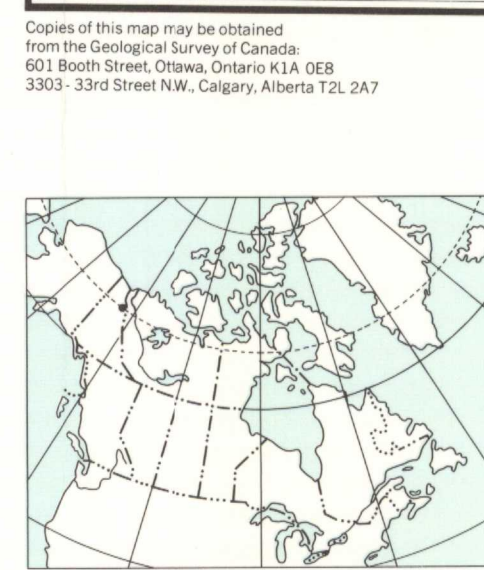 Copies of this map may be obtained
from the Geological Survey of Canada:
601 Booth Street, Ottawa, Ontario K1A 0E8
3303 - 33rd Street N.W., Calgary, Alberta T2L 2A7